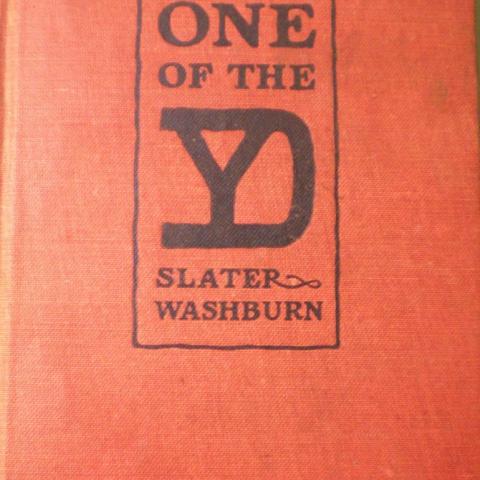 ONE
OF THE
YD
SLATER
WASHBURN